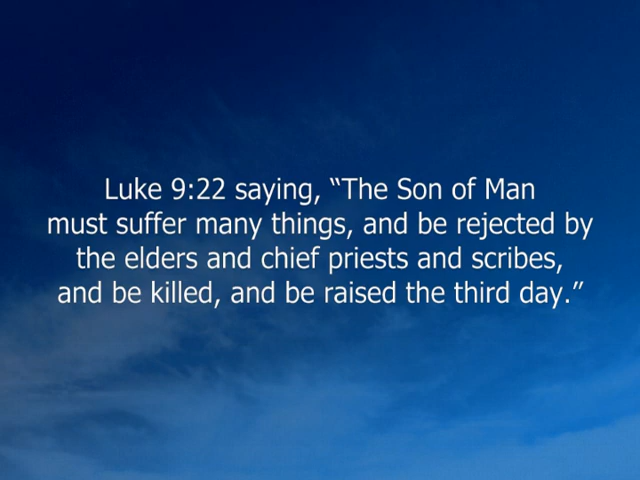 Luke 9:22 saying, “The Son of Man
must suffer many things, and be rejected by
the elders and chief priests and scribes,
and be killed, and be raised the third day.”